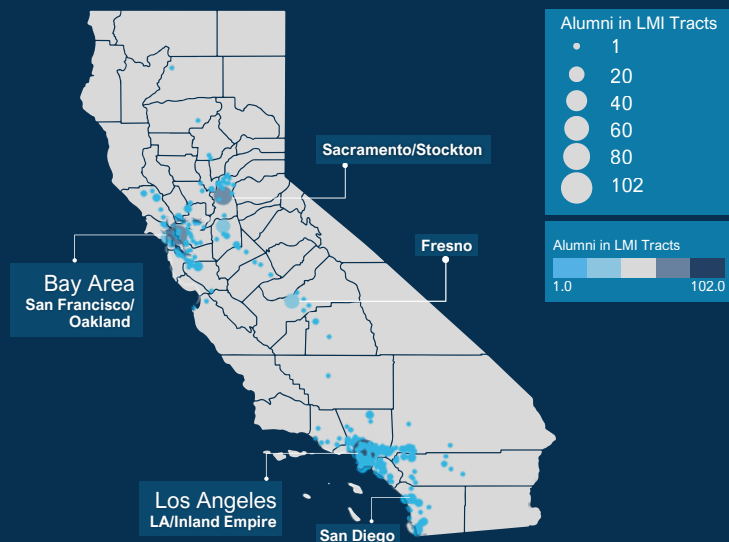 Alumni in LMI Tracts
1
20
40
60
80
102
Alumni in LMI Tracts
1.0 102.0
Sacramento/Stockton
Fresno
Bay Area
San Francisco/
Oakland
Los Angeles
LA/Inland Empire
San Diego